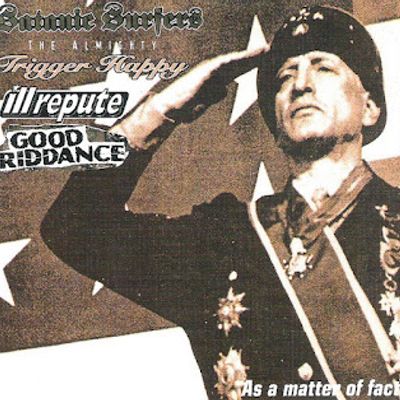 Satanic Surfers
THE ALMIGHTY
Trigger Happy
ill repute
GOOD
RIDDANCE
As a matter of fact